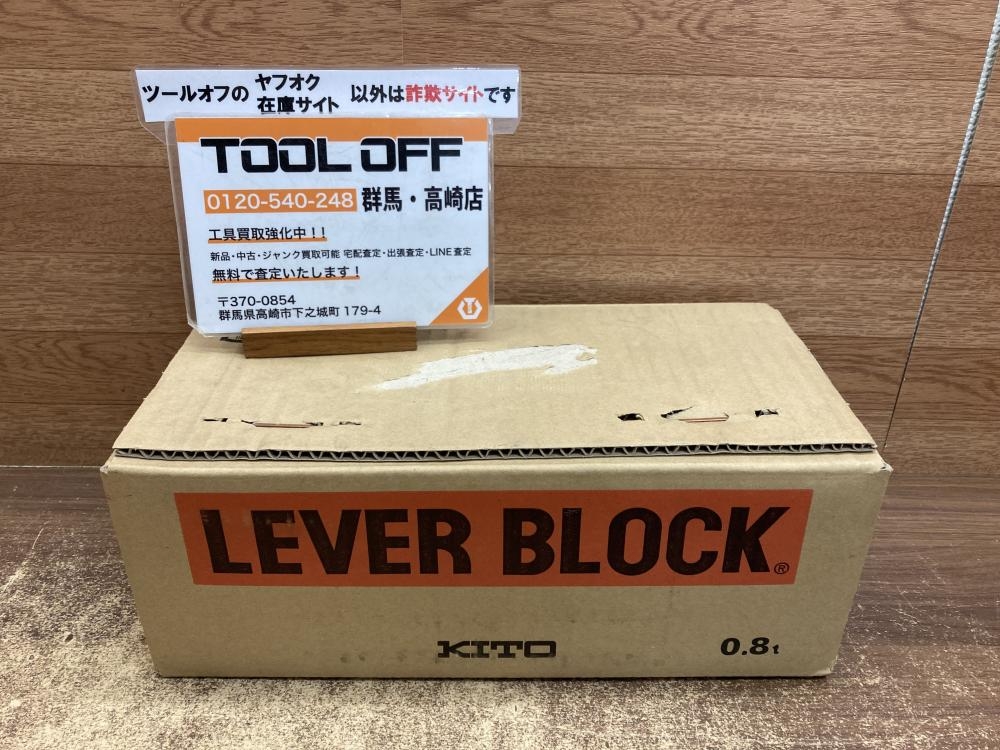 ツールオフの ヤフオク 在庫サイト 以外は詐欺サイトです
TOOL OFF
0120-540-248 群馬・高崎店
工具買取強化中！！
新品・中古・ジャンク買取可能 宅配査定・出張査定・LINE査定
無料で査定いたします！
〒370-0854
群馬県高崎市下之城町 179-4
LEVER BLOCK®
KITO
0.8t